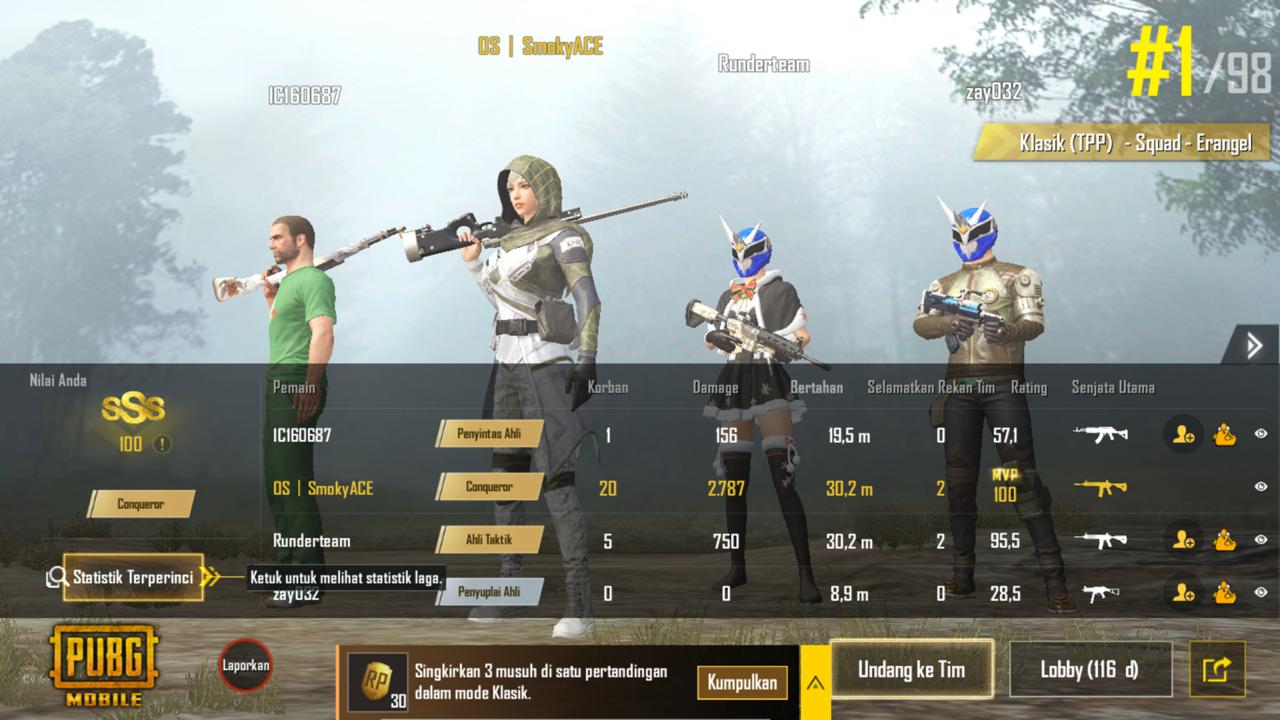 OS | SmokyACE
Runderteam
IC160687
zay032
#1/98
Klasik (TPP) - Squad - Erangel
Nilai Anda
SSS
100 !
Conqueror
Statistik Terperinci
Ketuk untuk melihat statistik laga.
Pemain Korban Damage Bertahan Selamatkan Rekan Tim Rating Senjata Utama
IC160687 Penyintas Ahli 1 156 19,5 m 0 57,1
OS | SmokyACE Conqueror 20 2.787 30,2 m 2 MVP 100
Runderteam Ahli Taktik 5 750 30,2 m 2 95,5
zay032 Penyuplai Ahli 0 0 8,9 m 0 28,5
PUBG
MOBILE
Laporkan
RP
30
Singkirkan 3 musuh di satu pertandingan
dalam mode Klasik.
Kumpulkan
Undang ke Tim
Lobby (116 d)